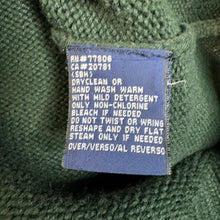 RN#77806
CA#20781
(SBH)
DRYCLEAN OR
HAND WASH WARM
WITH MILD DETERGENT
ONLY NON-CHLORINE
BLEACH IF NEEDED
DO NOT TWIST OR WRING
RESHAPE AND DRY FLAT
STEAM ONLY IF NEEDED
OVER/VERSO/AL REVERSO